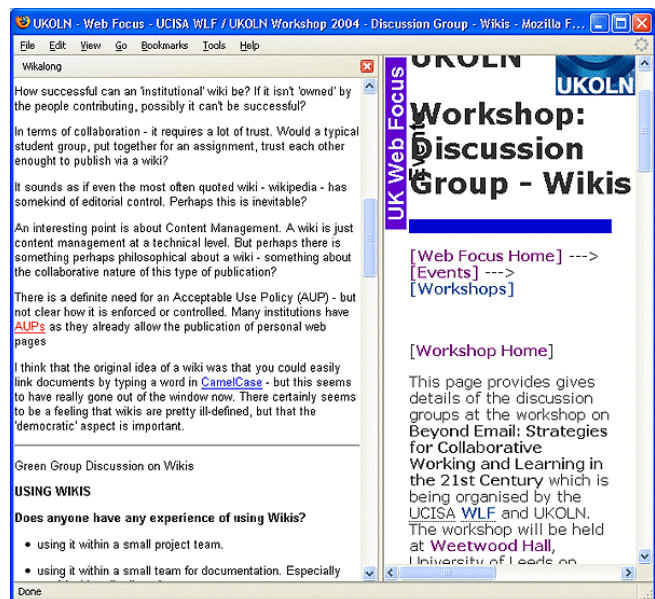 UKOLN - Web Focus - UCISA WLF / UKOLN Workshop 2004 - Discussion Group - Wikis - Mozilla F...
File Edit View Go Bookmarks Tools Help
Wikalong
How successful can an 'institutional' wiki be? If it isn't 'owned' by
the people contributing, possibly it can't be successful?
In terms of collaboration - it requires a lot of trust. Would a typical
student group, put together for an assignment, trust each other
enought to publish via a wiki?
It sounds as if even the most often quoted wiki - wikipedia - has
somekind of editorial control. Perhaps this is inevitable?
An interesting point is about Content Management. A wiki is just
content management at a technical level. But perhaps there is
something perhaps philosophical about a wiki - something about
the collaborative nature of this type of publication?
There is a definite need for an Acceptable Use Policy (AUP) - but
not clear how it is enforced or controlled. Many institutions have
AUPs as they already allow the publication of personal web
pages
I think that the original idea of a wiki was that you could easily
link documents by typing a word in CamelCase - but this seems
to have really gone out of the window now. There certainly seems
to be a feeling that wikis are pretty ill-defined, but that the
'democratic' aspect is important.
Green Group Discussion on Wikis
USING WIKIS
Does anyone have any experience of using Wikis?
• using it within a small project team.
• using it within a small team for documentation. Especially
UK Web Focus
Events
UKOLN
UKOLN
Workshop:
Discussion
Group - Wikis
[Web Focus Home] --->
[Events] --->
[Workshops]
[Workshop Home]
This page provides gives
details of the discussion
groups at the workshop on
Beyond Email: Strategies
for Collaborative
Working and Learning in
the 21st Century which is
being organised by the
UCISA WLF and UKOLN.
The workshop will be held
at Weetwood Hall,
University of Leeds on
Done